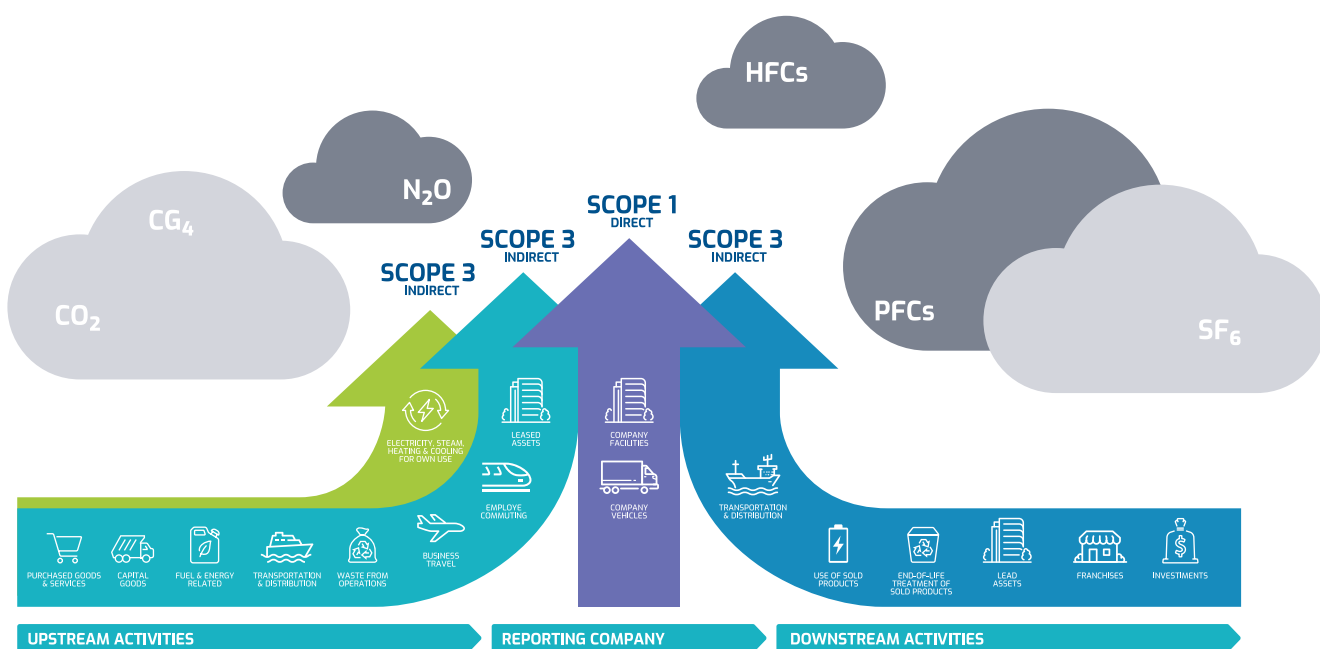 HFCs
N₂O
CG₄
CO₂
PFCs
SF₆
SCOPE 3
INDIRECT
SCOPE 3
INDIRECT
SCOPE 1
DIRECT
SCOPE 3
INDIRECT
ELECTRICITY, STEAM,
HEATING & COOLING
FOR OWN USE
LEASED
ASSETS
EMPLOYE
COMMUTING
BUSINESS
TRAVEL
COMPANY
FACILITIES
COMPANY
VEHICLES
TRANSPORTATION
& DISTRIBUTION
PURCHASED GOODS
& SERVICES
CAPITAL
GOODS
FUEL & ENERGY
RELATED
TRANSPORTATION
& DISTRIBUTION
WASTE FROM
OPERATIONS
USE OF SOLD
PRODUCTS
END-OF-LIFE
TREATMENT OF
SOLD PRODUCTS
LEAD
ASSETS
FRANCHISES
INVESTIMENTS
UPSTREAM ACTIVITIES
REPORTING COMPANY
DOWNSTREAM ACTIVITIES